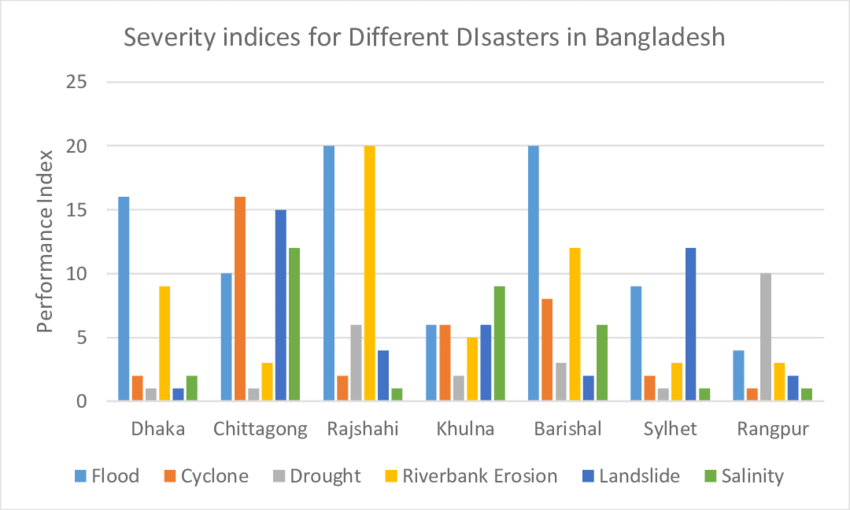 Severity indices for Different DIsasters in Bangladesh
Performance Index
25
20
15
10
5
0
Dhaka Chittagong Rajshahi Khulna Barishal Sylhet Rangpur
Flood Cyclone Drought Riverbank Erosion Landslide Salinity